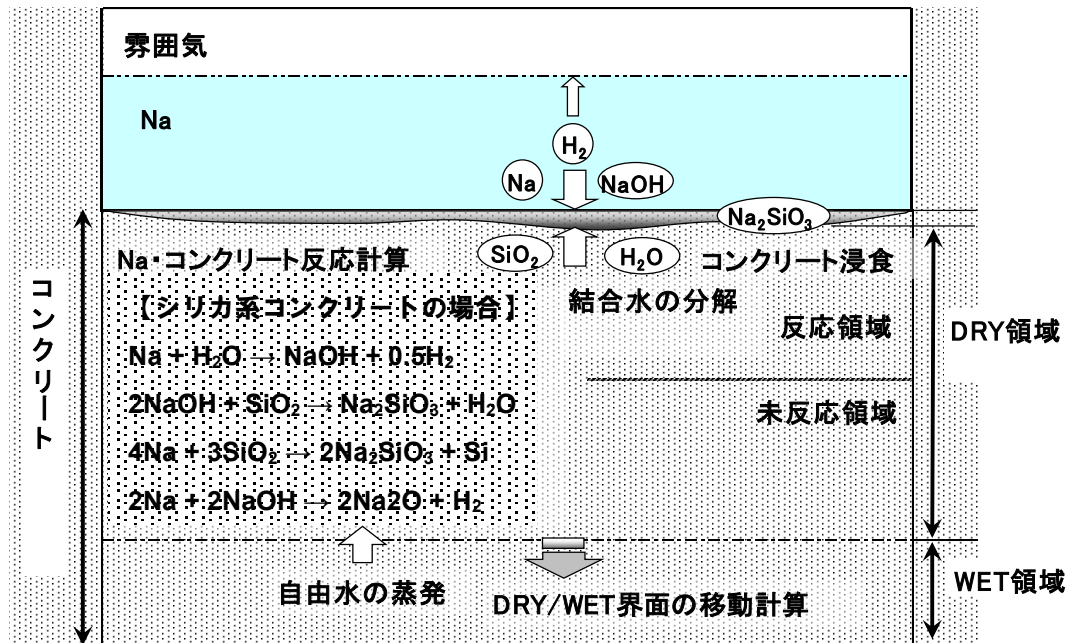 雰囲気
Na
H₂
Na
NaOH
Na₂SiO₃
SiO₂
H₂O
Na・コンクリート反応計算
コンクリート浸食
【シリカ系コンクリートの場合】
結合水の分解
反応領域
DRY領域
コンクリート
Na + H₂O → NaOH + 0.5H₂
2NaOH + SiO₂ → Na₂SiO₃ + H₂O
未反応領域
4Na + 3SiO₂ → 2Na₂SiO₃ + Si
2Na + 2NaOH → 2Na2O + H₂
自由水の蒸発
DRY/WET界面の移動計算
WET領域